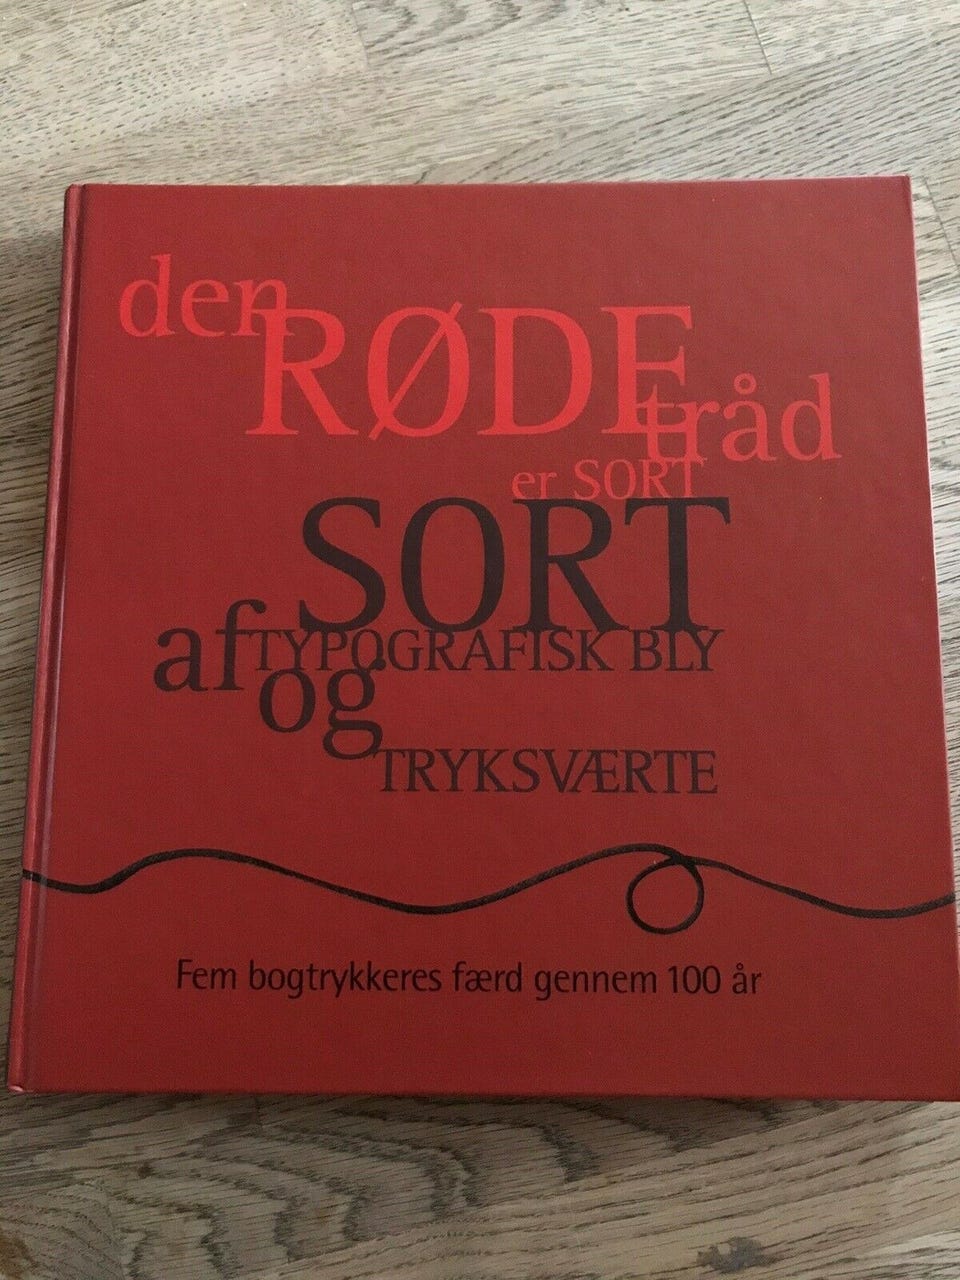 den
RØDE
tråd
er SORT
SORT
af TYPOGRAFISK BLY
og
TRYKSVÆRTE
Fem bogtrykkeres færd gennem 100 år